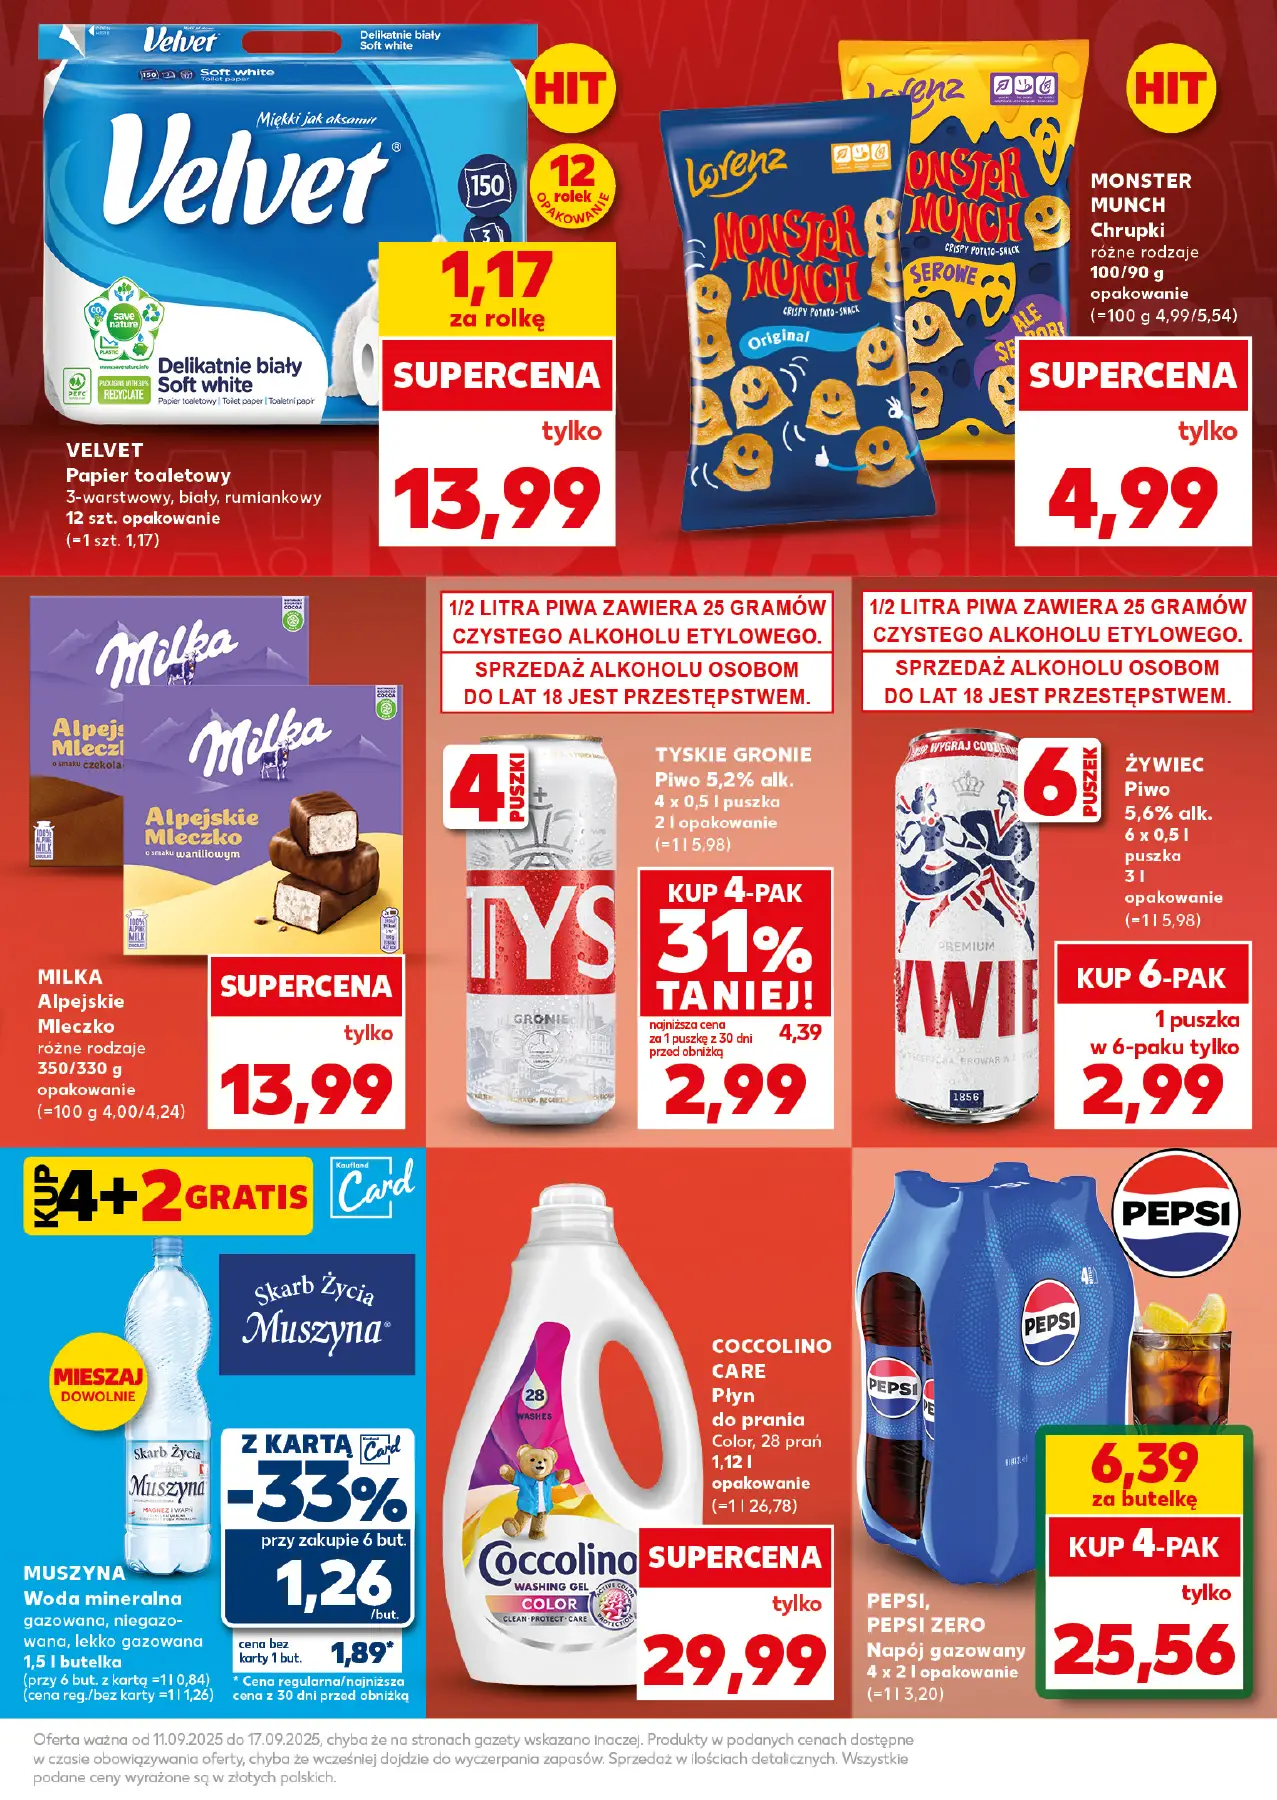 Velvet
Delikatnie biały
Soft white
150
Soft white
Toilet paper
Miękki jak aksamit
Velvet
150
3
save
nature
PLASTIC
PEFC
RECYCLATE
Delikatnie biały
Soft white
Papier toaletowy | Toilet paper | Toaletní papír
HIT
12
rolek
OPAKOWANIE
1,17
za rolkę
SUPERCENA
tylko
13,99
VELVET
Papier toaletowy
3-warstwowy, biały, rumiankowy
12 szt. opakowanie
(=1 szt. 1,17)
Lorenz
MONSTER
MUNCH
CRISPY POTATO-SNACK
Original
Lorenz
MONSTER
MUNCH
CRISPY POTATO-SNACK
SEROWE
ALE
HIT
MONSTER
MUNCH
Chrupki
różne rodzaje
100/90 g
opakowanie
(=100 g 4,99/5,54)
SUPERCENA
tylko
4,99
Milka
Milka
Alpejskie
Mleczko
o smaku waniliowym
100%
ALPINE
MILK
MILKA
Alpejskie
Mleczko
różne rodzaje
350/330 g
opakowanie
(=100 g 4,00/4,24)
SUPERCENA
tylko
13,99
1/2 LITRA PIWA ZAWIERA 25 GRAMÓW
CZYSTEGO ALKOHOLU ETYLOWEGO.
SPRZEDAŻ ALKOHOLU OSOBOM
DO LAT 18 JEST PRZESTĘPSTWEM.
4
PUSZKI
TYS
GRONIE
TYSKIE GRONIE
Piwo 5,2% alk.
4 x 0,5 l puszka
2 l opakowanie
(=1 l 5,98)
KUP 4-PAK
31%
TANIEJ!
najniższa cena
za 1 puszkę z 30 dni
przed obniżką
4,39
2,99
1/2 LITRA PIWA ZAWIERA 25 GRAMÓW
CZYSTEGO ALKOHOLU ETYLOWEGO.
SPRZEDAŻ ALKOHOLU OSOBOM
DO LAT 18 JEST PRZESTĘPSTWEM.
WYGRAJ
6
PUSZEK
PREMIUM
YWIE
1856
ŻYWIEC
Piwo
5,6% alk.
6 x 0,5 l
puszka
3 l
opakowanie
(=1 l 5,98)
KUP 6-PAK
1 puszka
w 6-paku tylko
2,99
KUP
4+2 GRATIS
Kaufland
Card
Skarb Życia
Muszyna
MIESZAJ
DOWOLNIE
Skarb Życia
Muszyna
MAGNEZ I WAPŃ
Z KARTĄ
Kaufland
Card
-33%
przy zakupie 6 but.
1,26
/but.
cena bez
karty 1 but.
1,89*
* Cena regularna/najniższa
cena z 30 dni przed obniżką
MUSZYNA
Woda mineralna
gazowana, niegazo-
wana, lekko gazowana
1,5 l butelka
(przy 6 but. z kartą =1 l 0,84)
(cena reg./bez karty =1 l 1,26)
28
WASHES
Coccolino
WASHING GEL
COLOR
CLEAN · PROTECT · CARE
COCCOLINO
CARE
Płyn
do prania
Color, 28 prań
1,12 l
opakowanie
(=1 l 26,78)
SUPERCENA
tylko
29,99
PEPSI
PEPSI
PEPSI
PEPSI,
PEPSI ZERO
Napój gazowany
4 x 2 l opakowanie
(=1 l 3,20)
6,39
za butelkę
KUP 4-PAK
tylko
25,56
Oferta ważna od 11.09.2025 do 17.09.2025, chyba że na stronach gazety wskazano inaczej. Produkty w podanych cenach dostępne
w czasie obowiązywania oferty, chyba że wcześniej dojdzie do wyczerpania zapasów. Sprzedaż w ilościach detalicznych. Wszystkie
podane ceny wyrażone są w złotych polskich.